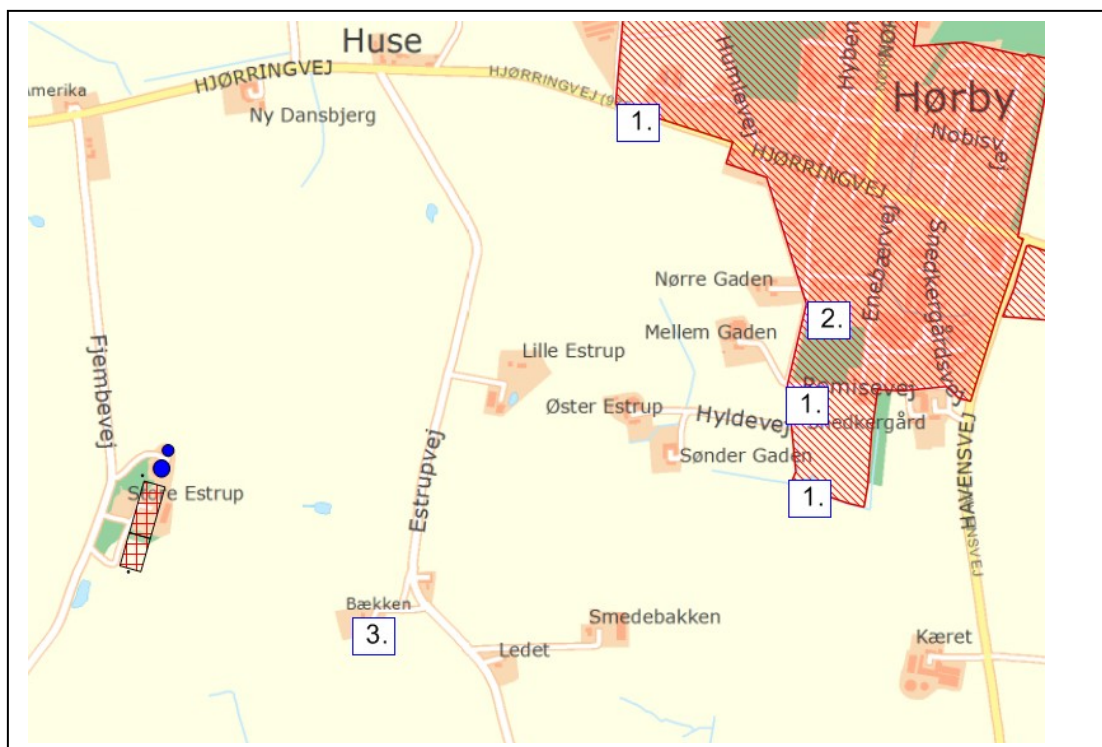 Huse
HJØRRINGVEJ
HJØRRINGVEJ (9
Amerika
Ny Dansbjerg
1.
Humlevej
Hyben
Hørby
Nobisvej
HJØRRINGVEJ
Nørre Gaden
Enebærvej
Snedkergårdsvej
2.
Mellem Gaden
Fjembevej
Lille Estrup
Remisevej
1.
Øster Estrup
Hyldevej
Snedkergård
Sønder Gaden
Estrupvej
Store Estrup
1.
HAVENSVEJ
Bækken
3.
Smedebakken
Ledet
Kæret